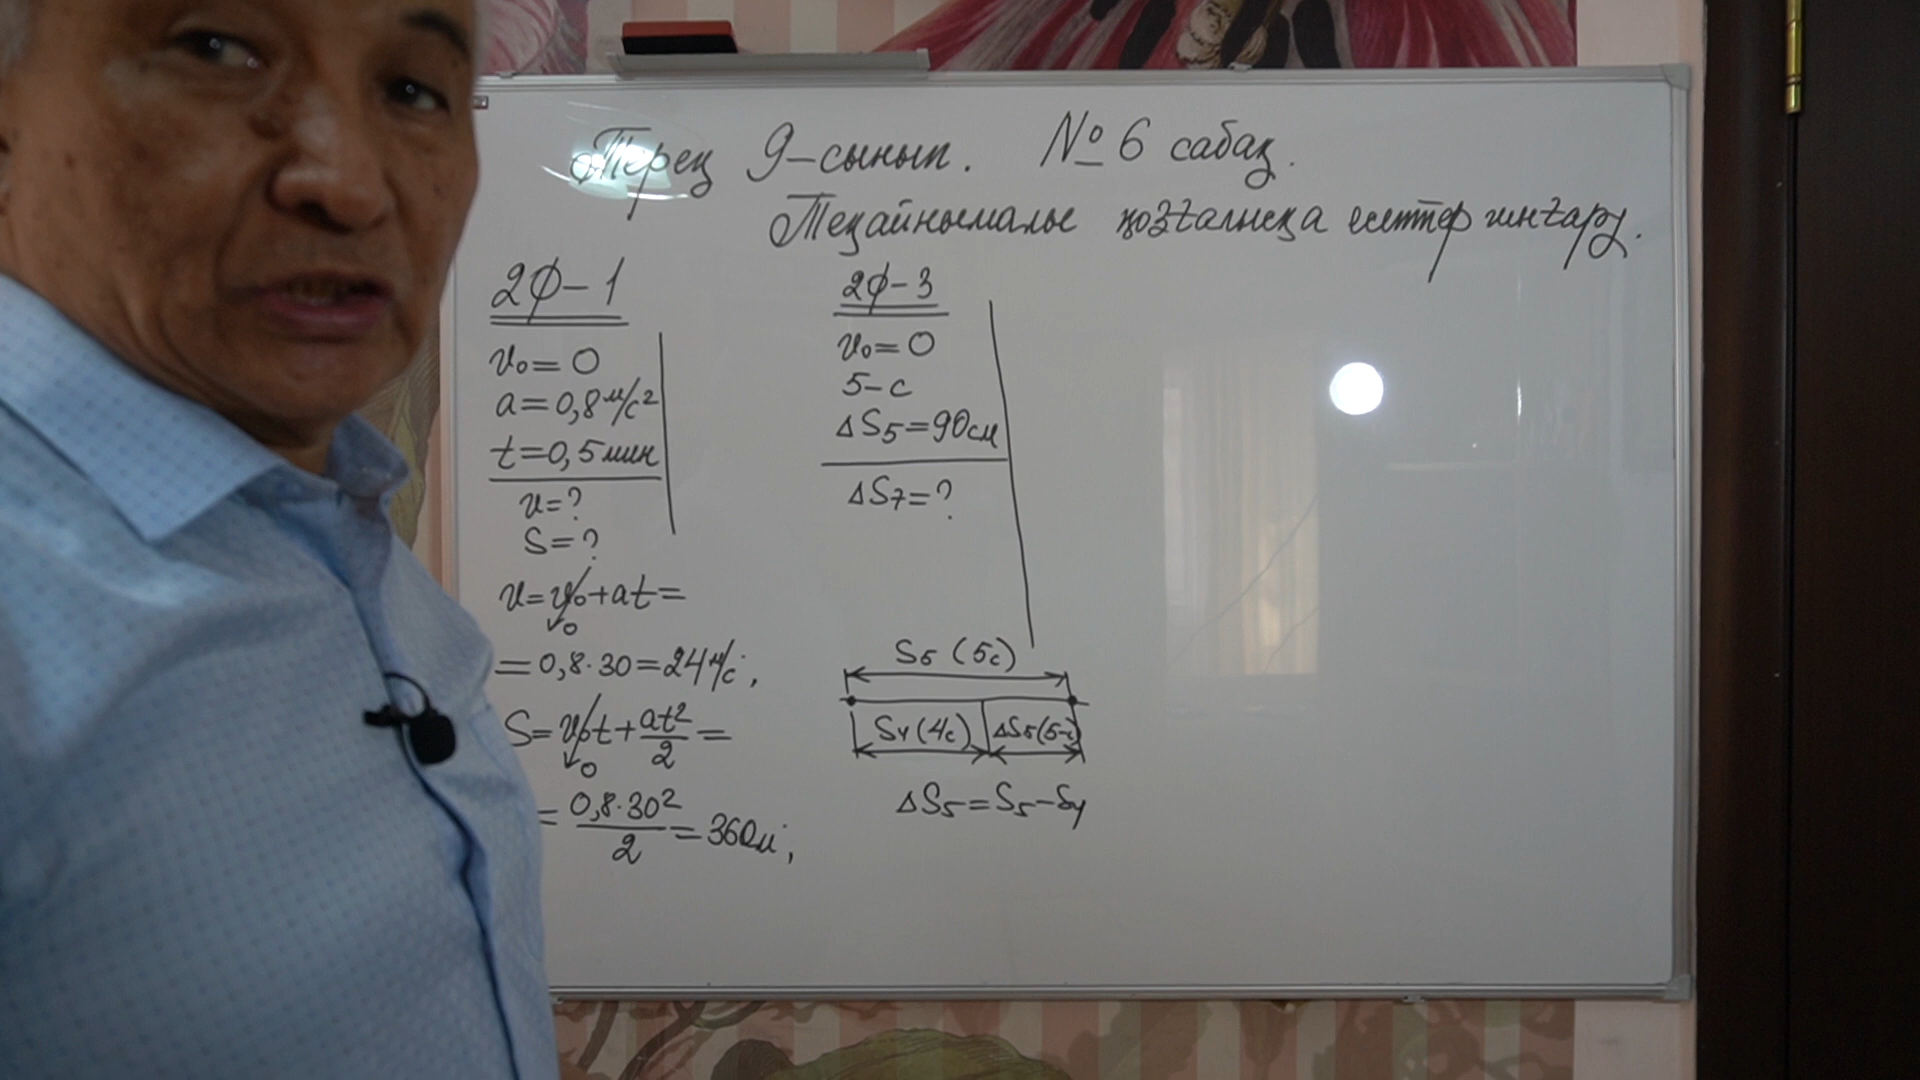 Терең 9-сынып. № 6 сабақ.
Теңайнымалы қозғалысқа есептер шығару.
2Ф-1
v₀=0
a=0,8 м/с²
t=0,5 мин
v=?
S=?
v=v₀+at=
→0
=0,8·30=24 м/с;
S=v₀t+at²/2=
→0
=0,8·30²/2=360м;
2Ф-3
v₀=0
5-с
ΔS₅=90см
ΔS₇=?
S₅ (5с)
S₄ (4с) ΔS₅(5-с)
ΔS₅=S₅-S₄